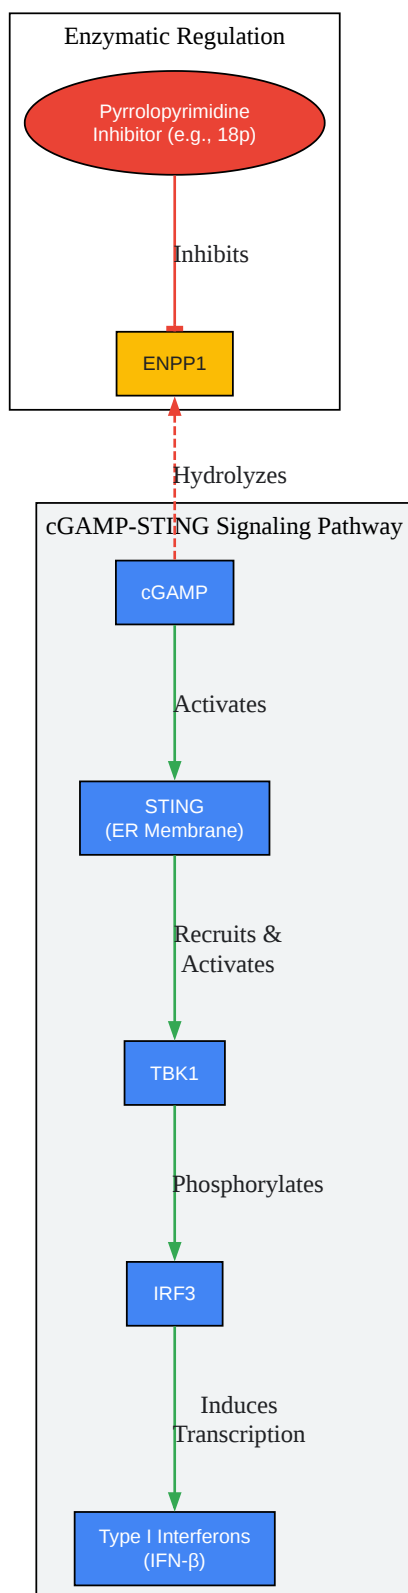 Enzymatic Regulation
Pyrrolopyrimidine
Inhibitor (e.g., 18p)
Inhibits
ENPP1
Hydrolyzes
cGAMP-STING Signaling Pathway
cGAMP
Activates
STING
(ER Membrane)
Recruits &
Activates
TBK1
Phosphorylates
IRF3
Induces
Transcription
Type I Interferons
(IFN-β)